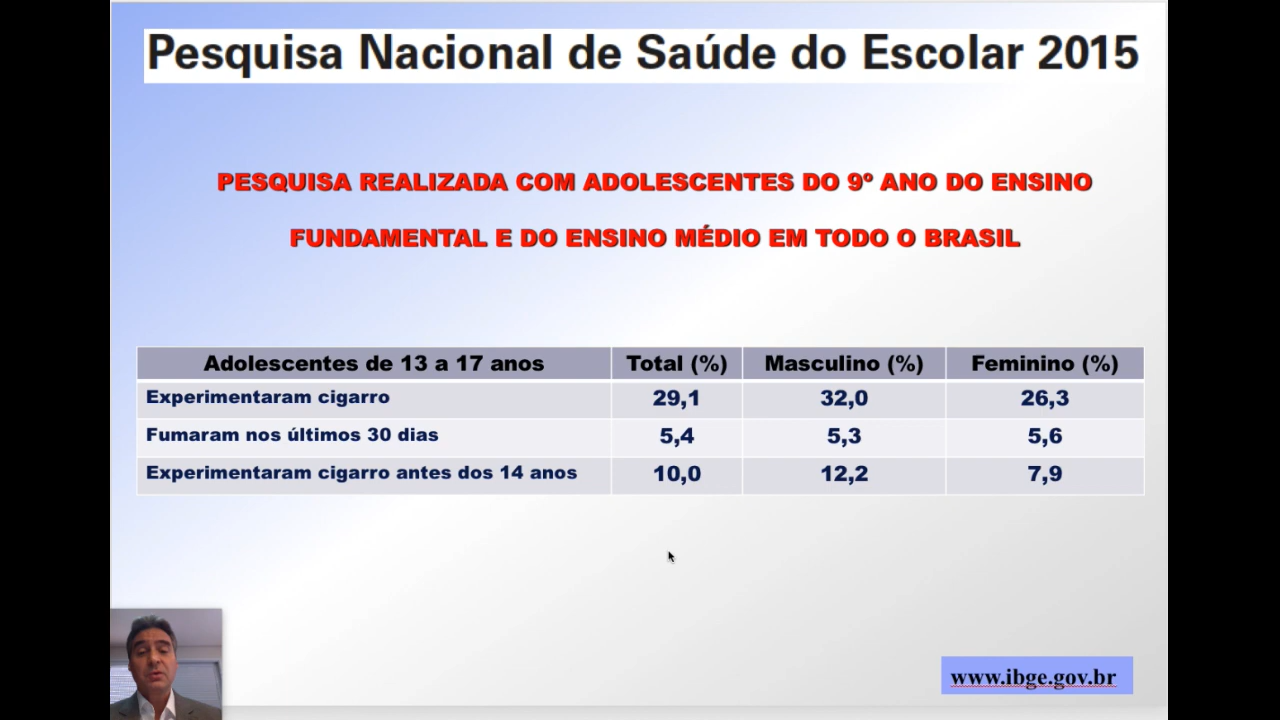 Pesquisa Nacional de Saúde do Escolar 2015
PESQUISA REALIZADA COM ADOLESCENTES DO 9º ANO DO ENSINO
FUNDAMENTAL E DO ENSINO MÉDIO EM TODO O BRASIL
Adolescentes de 13 a 17 anos Total (%) Masculino (%) Feminino (%)
Experimentaram cigarro 29,1 32,0 26,3
Fumaram nos últimos 30 dias 5,4 5,3 5,6
Experimentaram cigarro antes dos 14 anos 10,0 12,2 7,9
www.ibge.gov.br